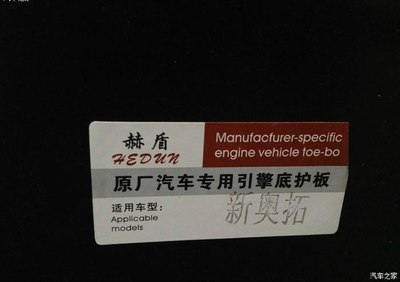 赫盾
HEDUN
Manufacturer-specific
engine vehicle toe-bo
原厂汽车专用引擎底护板
适用车型:
Applicable
models
新奥拓
汽车之家